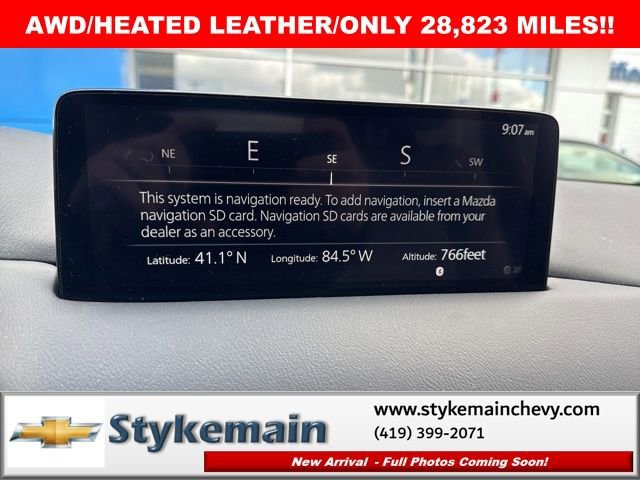 AWD/HEATED LEATHER/ONLY 28,823 MILES!!
9:07am
NE E SE S SW
This system is navigation ready. To add navigation, insert a Mazda
navigation SD card. Navigation SD cards are available from your
dealer as an accessory.
Latitude: 41.1° N Longitude: 84.5° W Altitude: 766feet
Stykemain
www.stykemainchevy.com
(419) 399-2071
New Arrival - Full Photos Coming Soon!